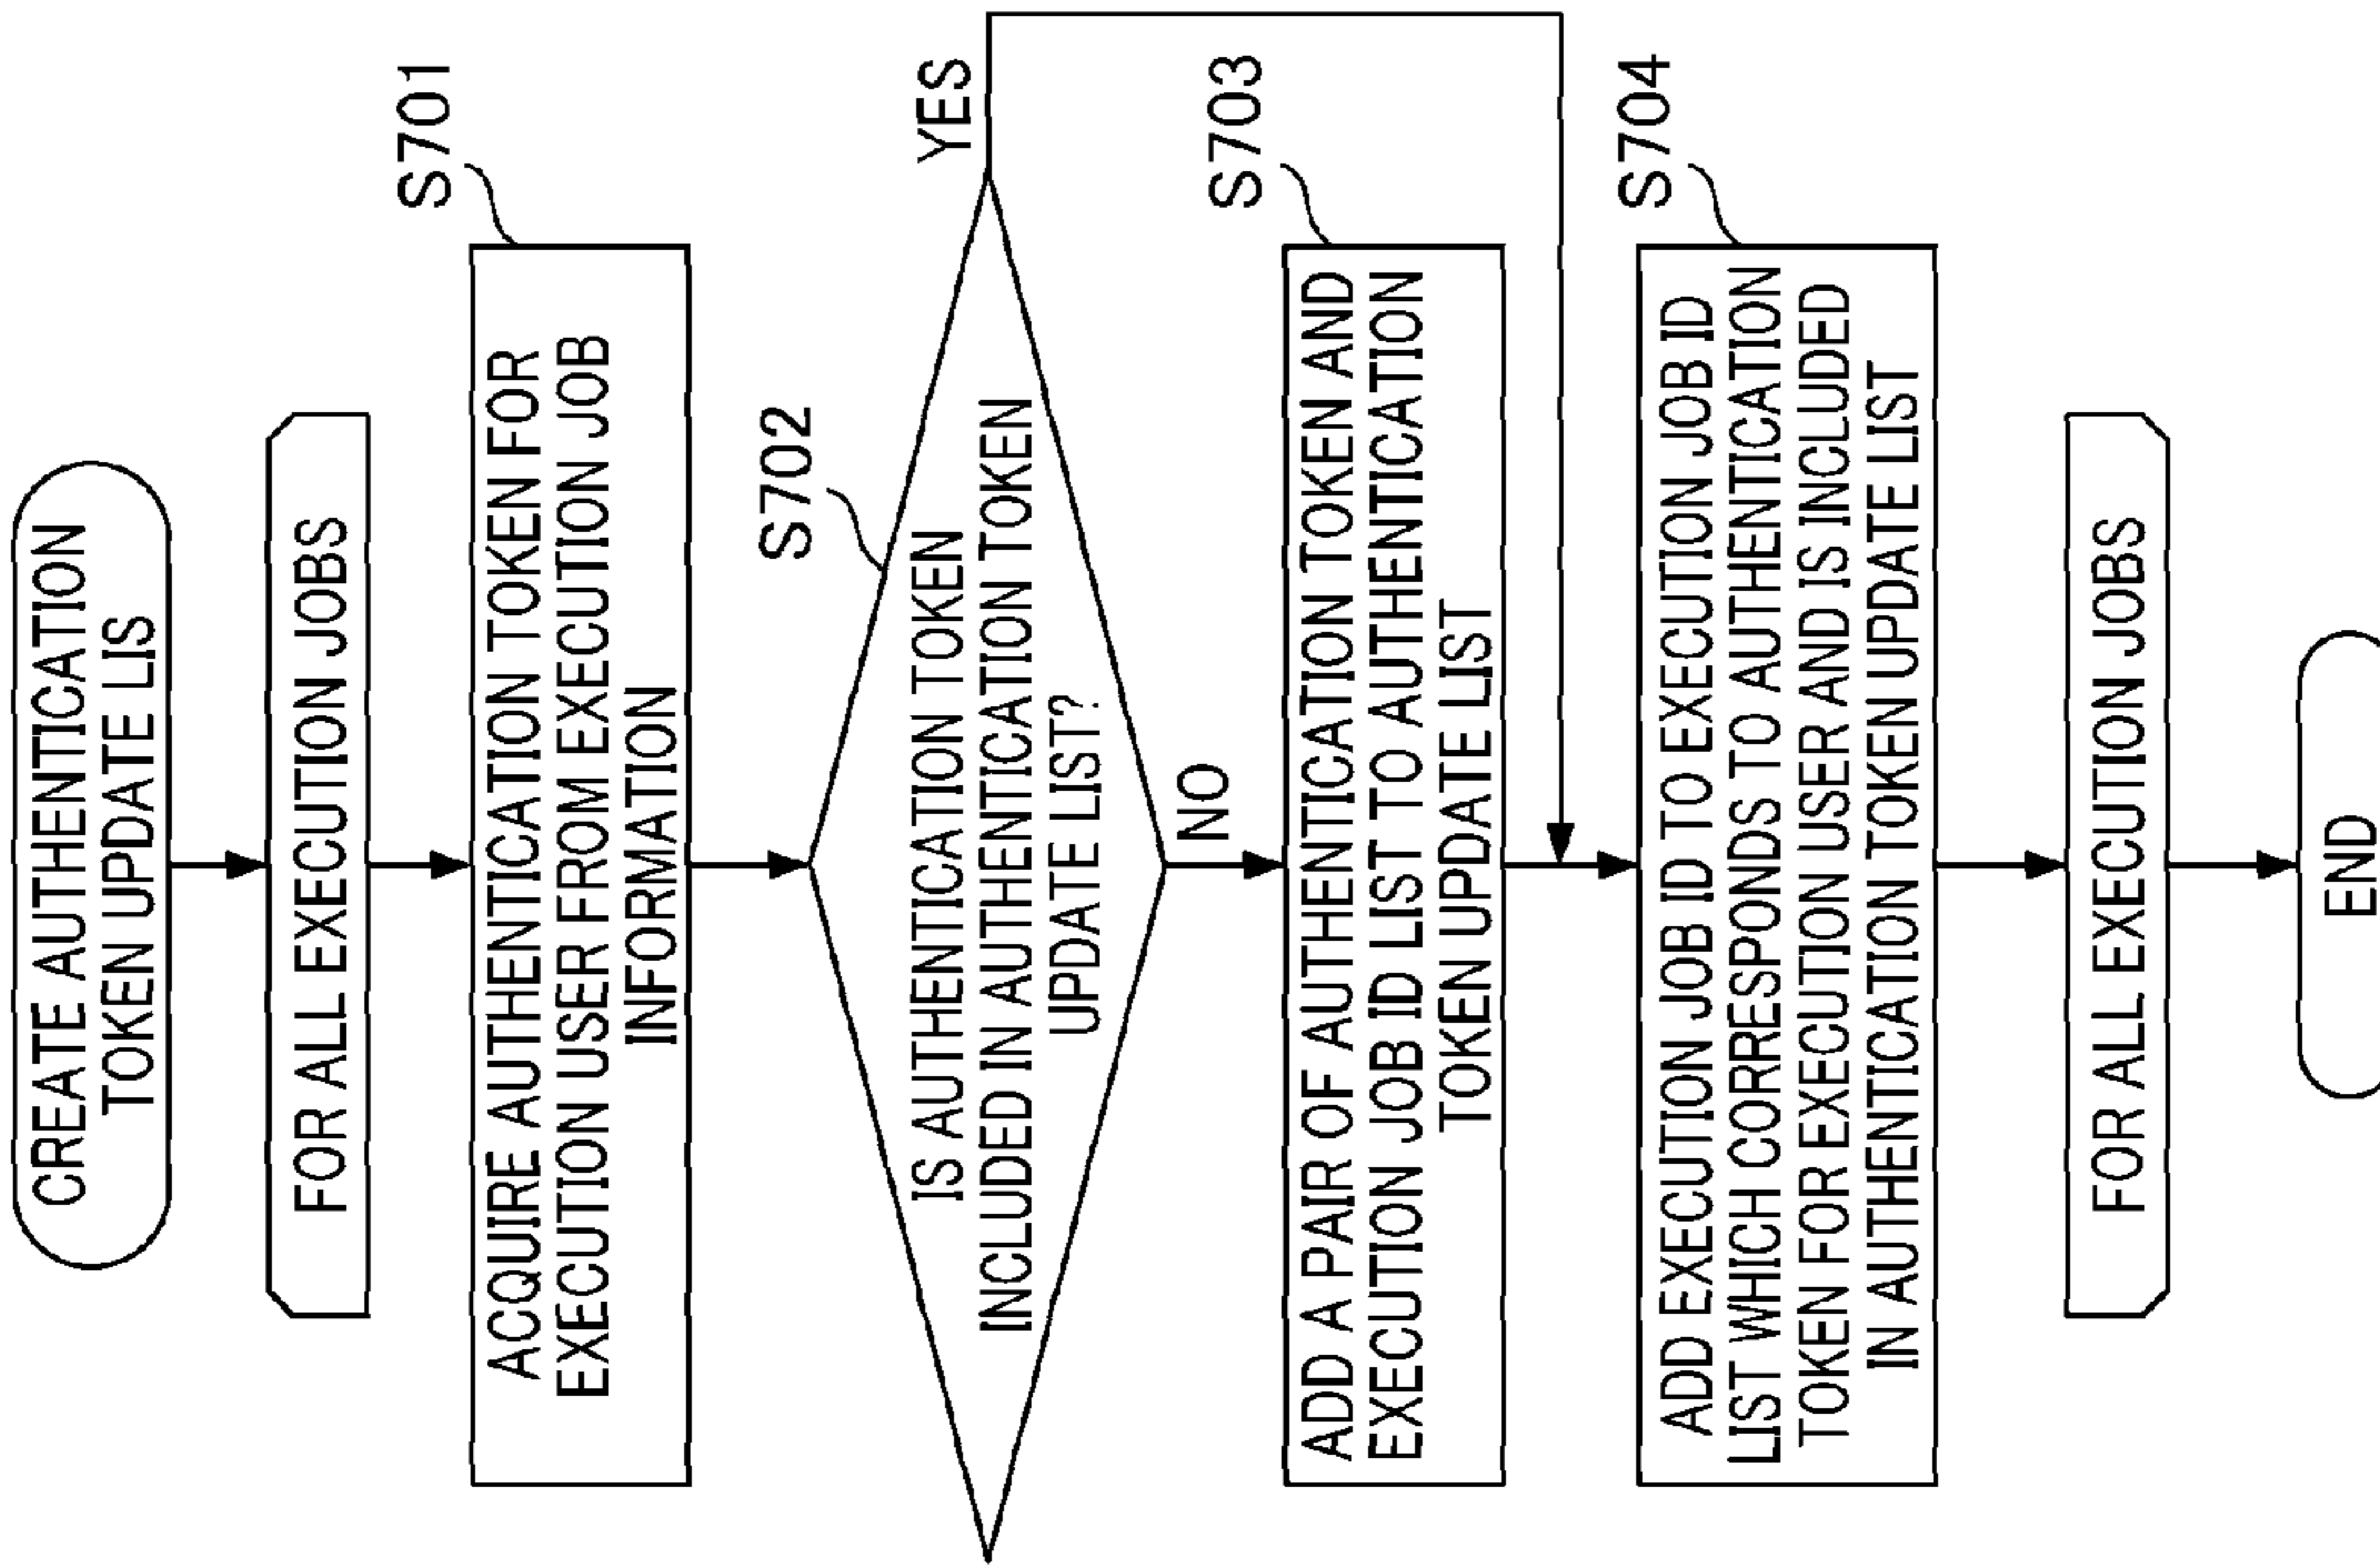 CREATE AUTHENTICATION
TOKEN UPDATE LIS
FOR ALL EXECUTION JOBS
S701
ACQUIRE AUTHENTICATION TOKEN FOR
EXECUTION USER FROM EXECUTION JOB
INFORMATION
S702
IS AUTHENTICATION TOKEN
INCLUDED IN AUTHENTICATION TOKEN
UPDATE LIST?
YES
NO
S703
ADD A PAIR OF AUTHENTICATION TOKEN AND
EXECUTION JOB ID LIST TO AUTHENTICATION
TOKEN UPDATE LIST
S704
ADD EXECUTION JOB ID TO EXECUTION JOB ID
LIST WHICH CORRESPONDS TO AUTHENTICATION
TOKEN FOR EXECUTION USER AND IS INCLUDED
IN AUTHENTICATION TOKEN UPDATE LIST
FOR ALL EXECUTION JOBS
END